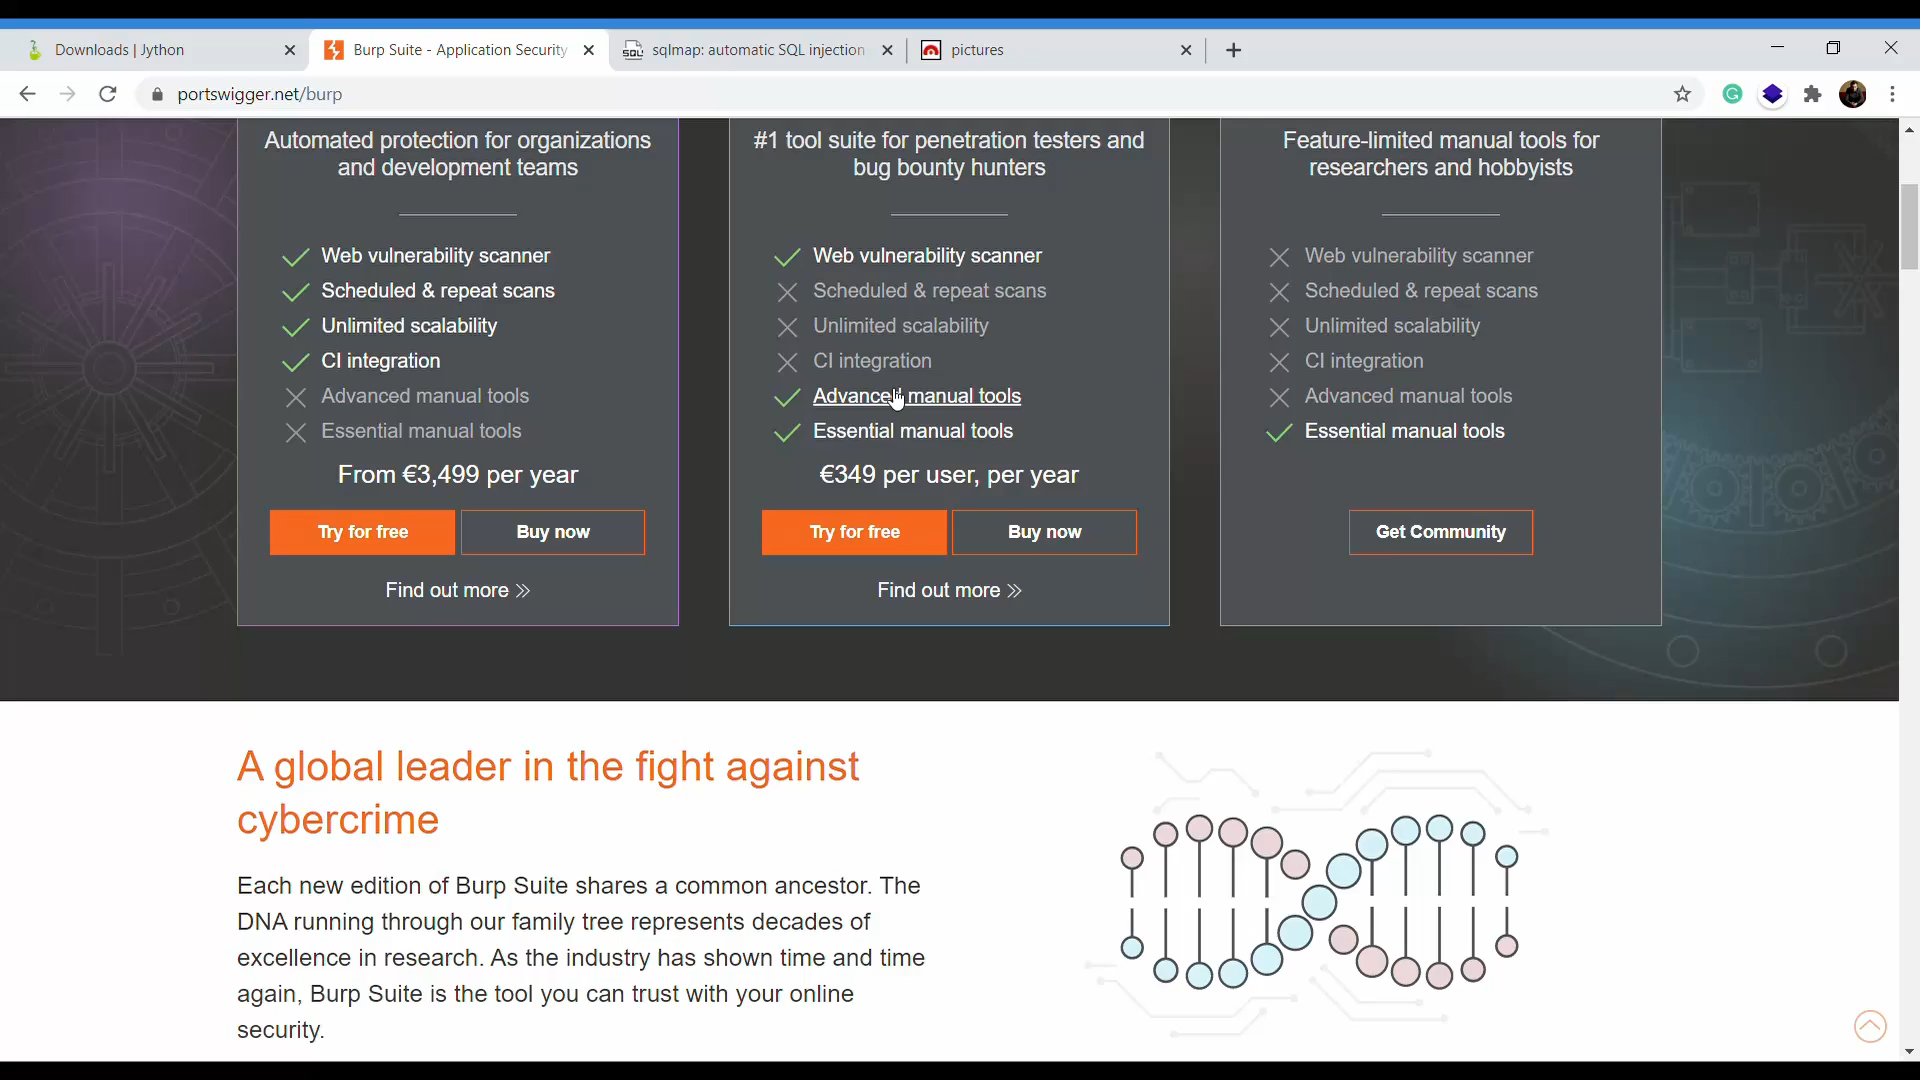 Downloads | Jython
Burp Suite - Application Security
SQL
sqlmap: automatic SQL injection
pictures
portswigger.net/burp
Automated protection for organizations
and development teams
Web vulnerability scanner
Scheduled & repeat scans
Unlimited scalability
CI integration
Advanced manual tools
Essential manual tools
From €3,499 per year
Try for free
Buy now
Find out more
#1 tool suite for penetration testers and
bug bounty hunters
Web vulnerability scanner
Scheduled & repeat scans
Unlimited scalability
CI integration
Advanced manual tools
Essential manual tools
€349 per user, per year
Try for free
Buy now
Find out more
Feature-limited manual tools for
researchers and hobbyists
Web vulnerability scanner
Scheduled & repeat scans
Unlimited scalability
CI integration
Advanced manual tools
Essential manual tools
Get Community
A global leader in the fight against
cybercrime
Each new edition of Burp Suite shares a common ancestor. The
DNA running through our family tree represents decades of
excellence in research. As the industry has shown time and time
again, Burp Suite is the tool you can trust with your online
security.